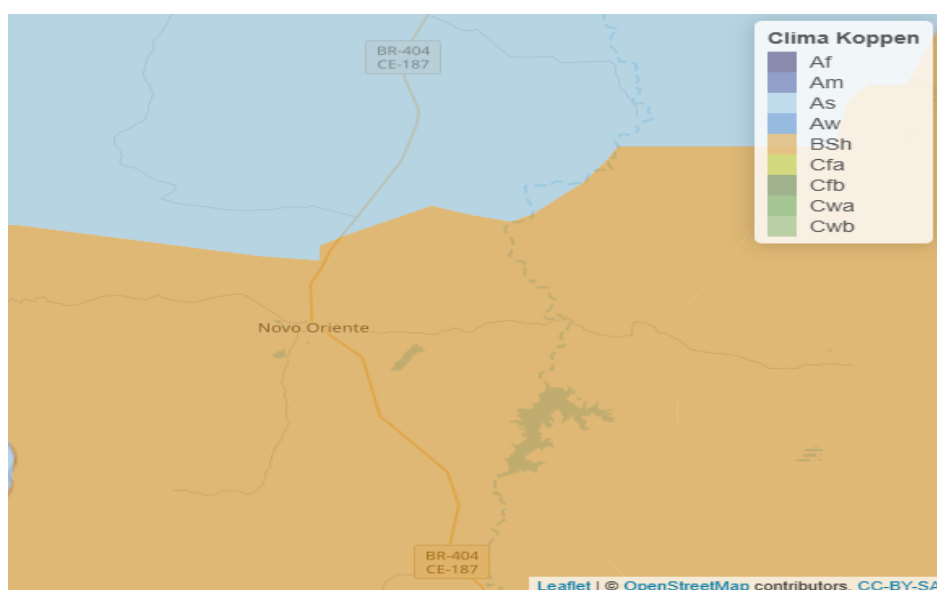 BR-404
CE-187
Clima Koppen
Af
Am
As
Aw
BSh
Cfa
Cfb
Cwa
Cwb
Novo Oriente
BR-404
CE-187
Leaflet | © OpenStreetMap contributors, CC-BY-SA